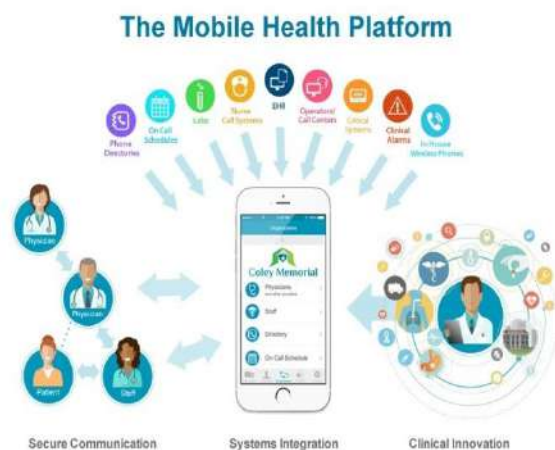 The Mobile Health Platform
Phone
Directories
On Call
Schedules
Labs
Nurse
Call Systems
EHR
Operators/
Call Centers
Critical
Systems
Clinical
Alarms
In-House
Wireless Phones
Physician
Physician
Patient
Staff
Coley Memorial
Physicians
Staff
Directory
On Call Schedule
Secure Communication
Systems Integration
Clinical Innovation